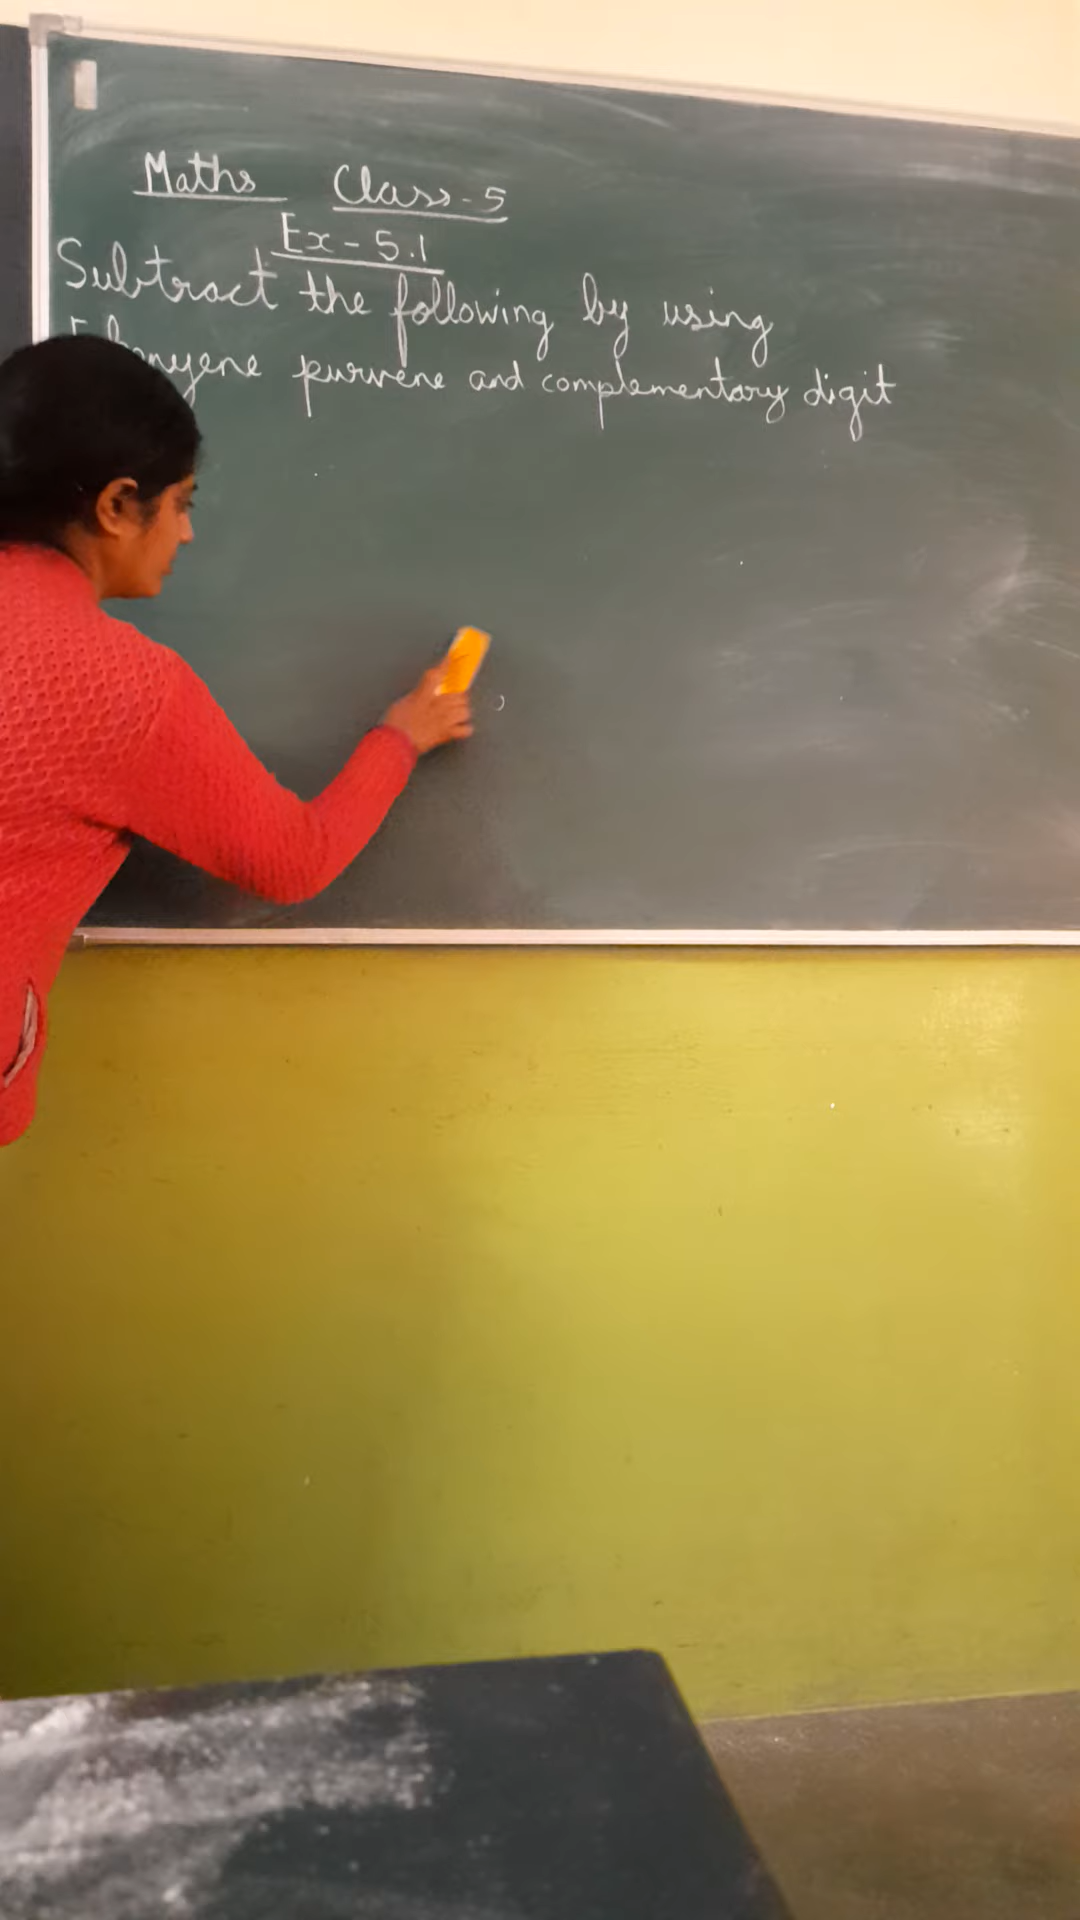 Maths Class-5
Ex-5.1
Subtract the following by using
purvene and complementary digit